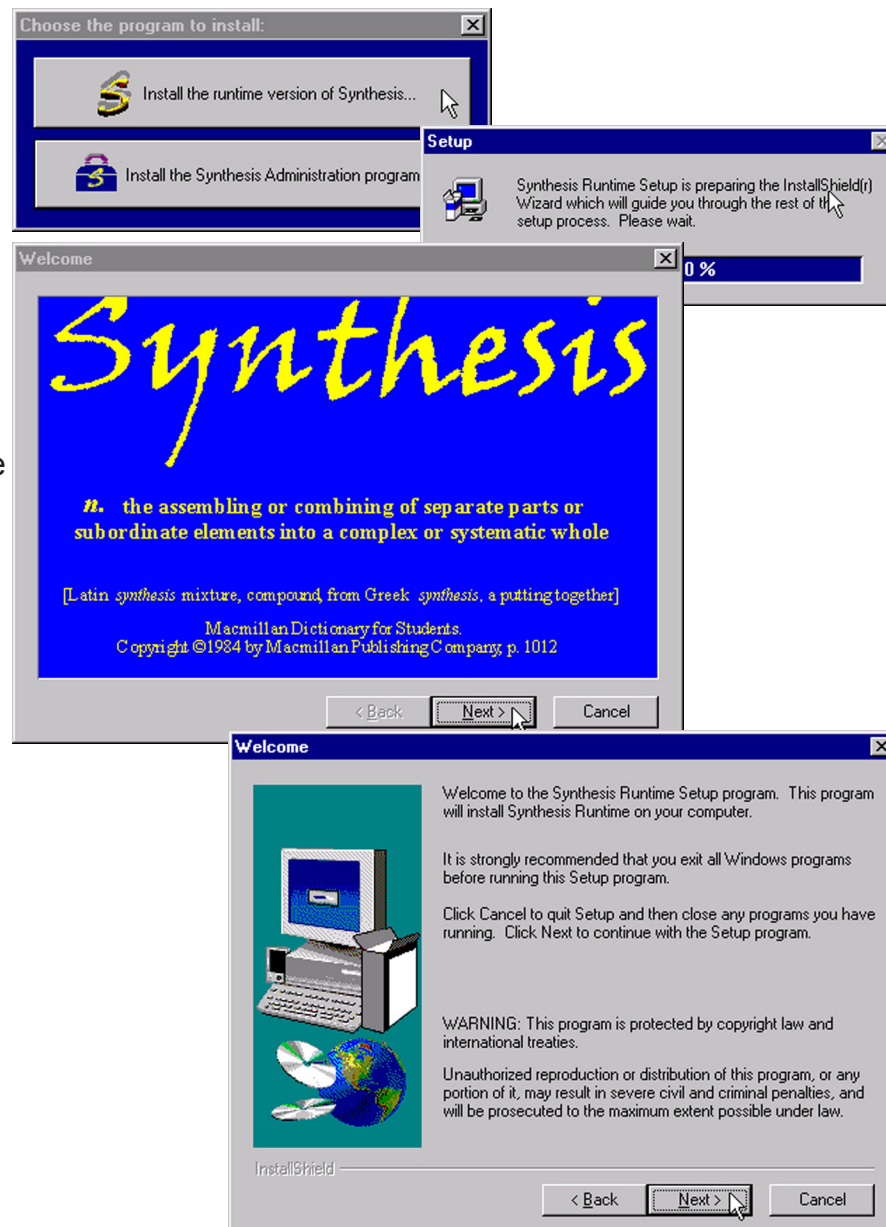 Choose the program to install:
Install the runtime version of Synthesis...
Install the Synthesis Administration program
Setup
Synthesis Runtime Setup is preparing the InstallShield(r)
Wizard which will guide you through the rest of the
setup process. Please wait.
0 %
Welcome
Synthesis
e
n. the assembling or combining of separate parts or
subordinate elements into a complex or systematic whole
[Latin synthesis mixture, compound, from Greek synthesis, a putting together]
Macmillan Dictionary for Students.
Copyright ©1984 by Macmillan Publishing Company, p. 1012
< Back Next > Cancel
Welcome
Welcome to the Synthesis Runtime Setup program. This program
will install Synthesis Runtime on your computer.
It is strongly recommended that you exit all Windows programs
before running this Setup program.
Click Cancel to quit Setup and then close any programs you have
running. Click Next to continue with the Setup program.
WARNING: This program is protected by copyright law and
international treaties.
Unauthorized reproduction or distribution of this program, or any
portion of it, may result in severe civil and criminal penalties, and
will be prosecuted to the maximum extent possible under law.
InstallShield
< Back Next > Cancel